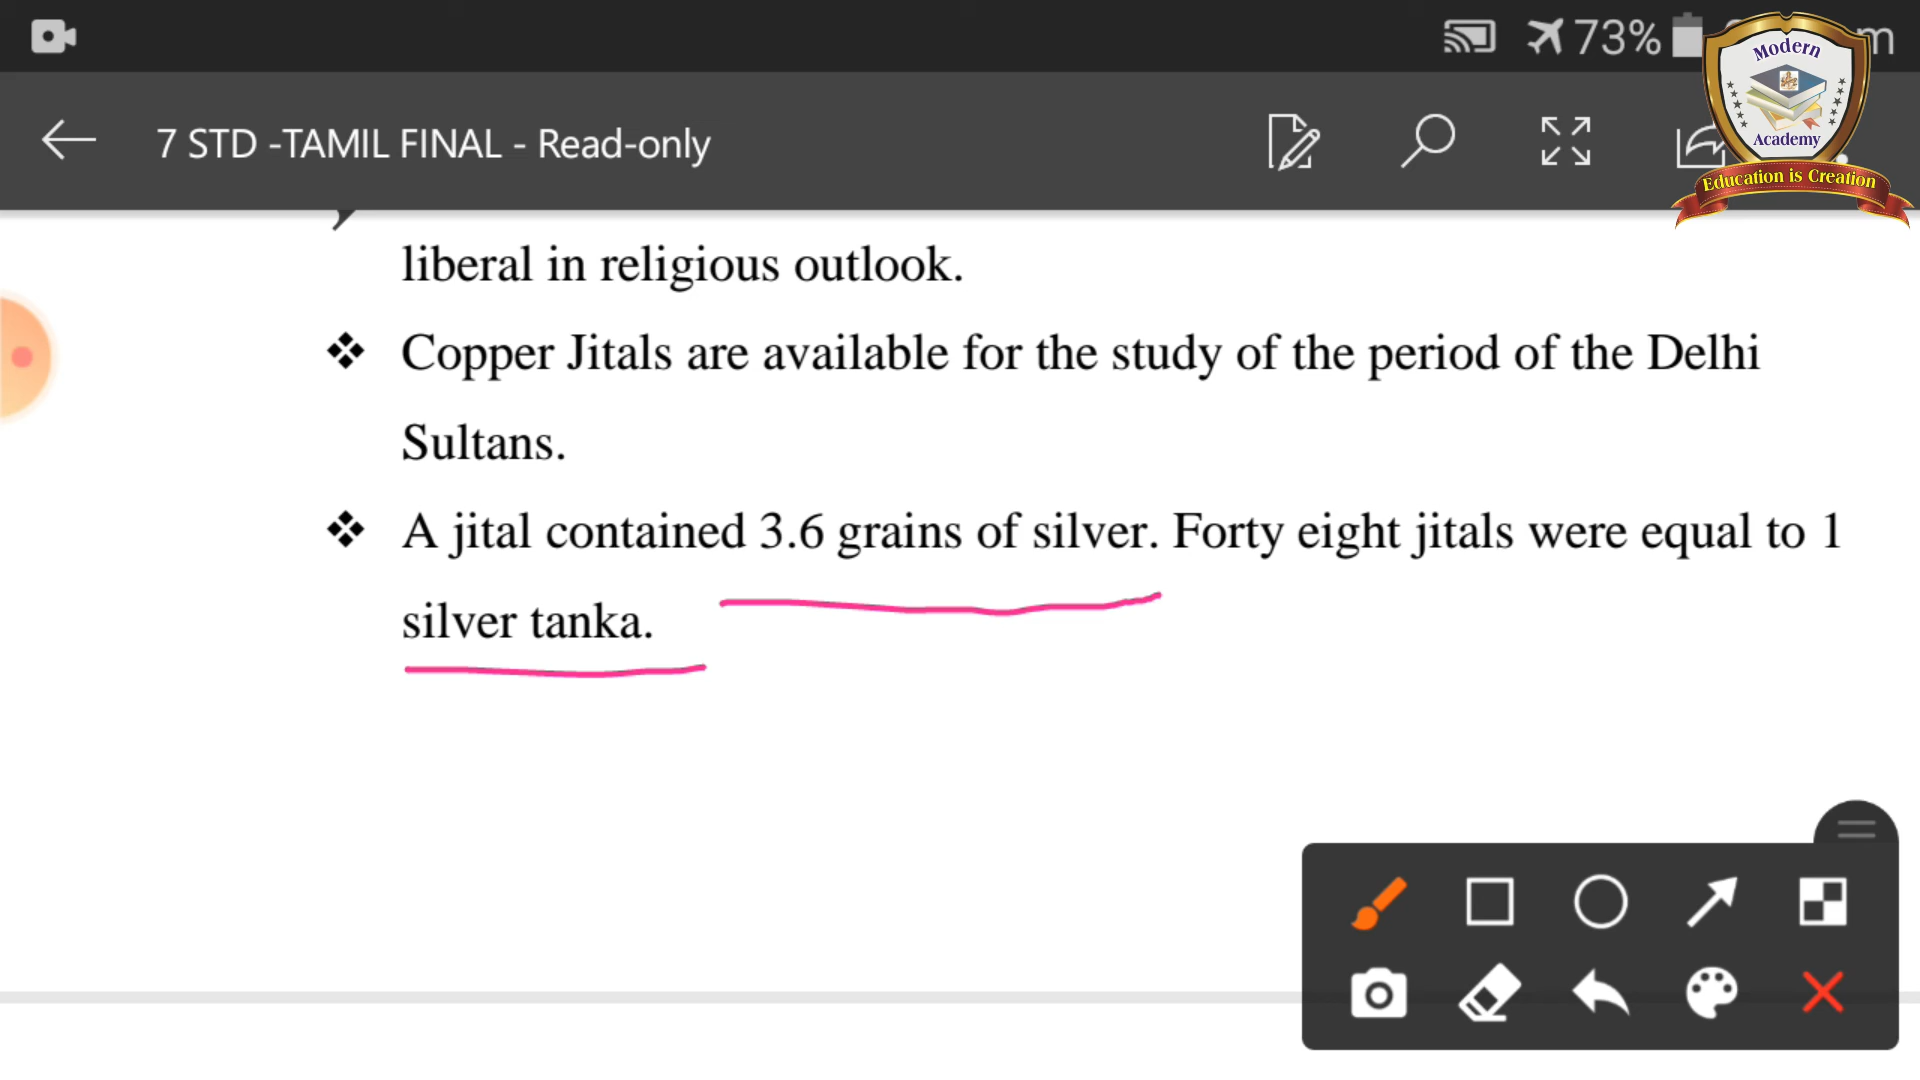 73%
m
Modern
Academy
Education is Creation
7 STD -TAMIL FINAL - Read-only
liberal in religious outlook.
❖ Copper Jitals are available for the study of the period of the Delhi
Sultans.
❖ A jital contained 3.6 grains of silver. Forty eight jitals were equal to 1
silver tanka.